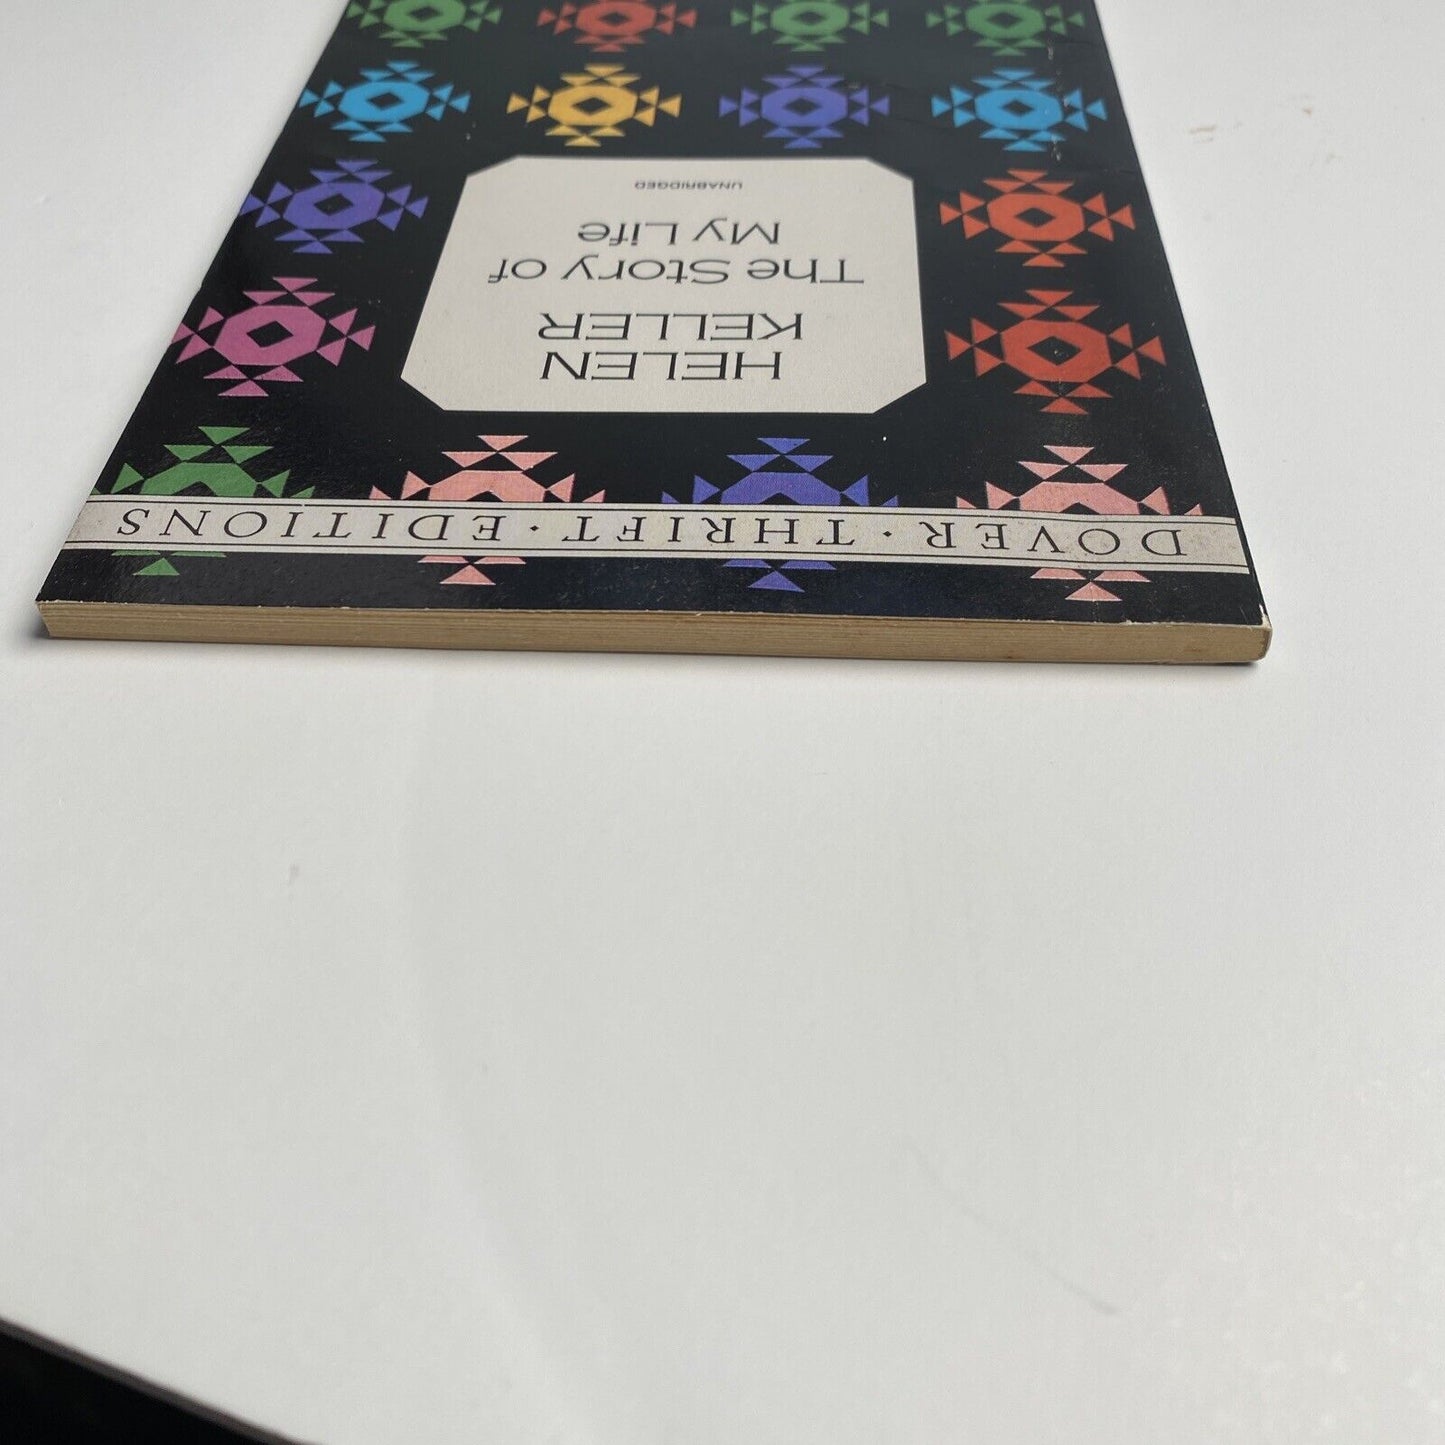 DOVER · THRIFT · EDITIONS
HELEN
KELLER
The Story of
My Life
UNABRIDGED